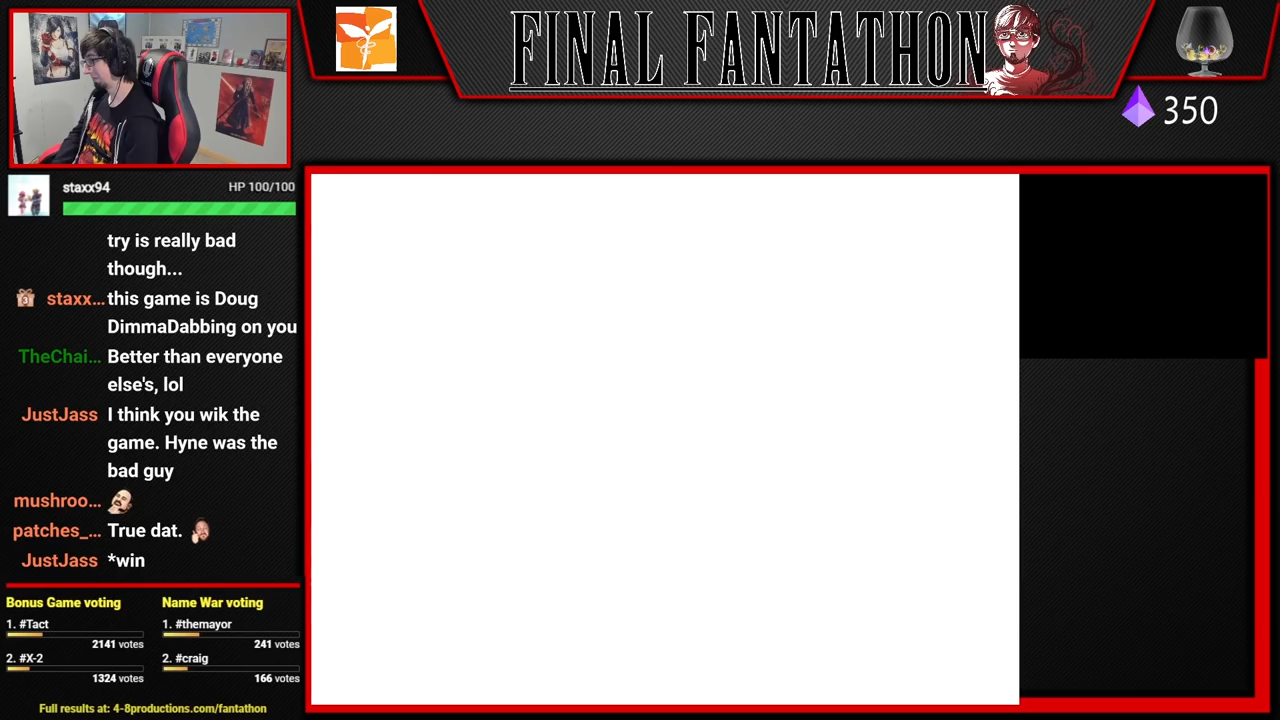 FINAL FANTATHON
350
staxx94 HP 100/100
try is really bad
though...
staxx... this game is Doug
DimmaDabbing on you
TheChai... Better than everyone
else's, lol
JustJass I think you wik the
game. Hyne was the
bad guy
mushroo...
patches_... True dat.
JustJass *win
Bonus Game voting
1. #Tact
2141 votes
2. #X-2
1324 votes
Name War voting
1. #themayor
241 votes
2. #craig
166 votes
Full results at: 4-8productions.com/fantathon